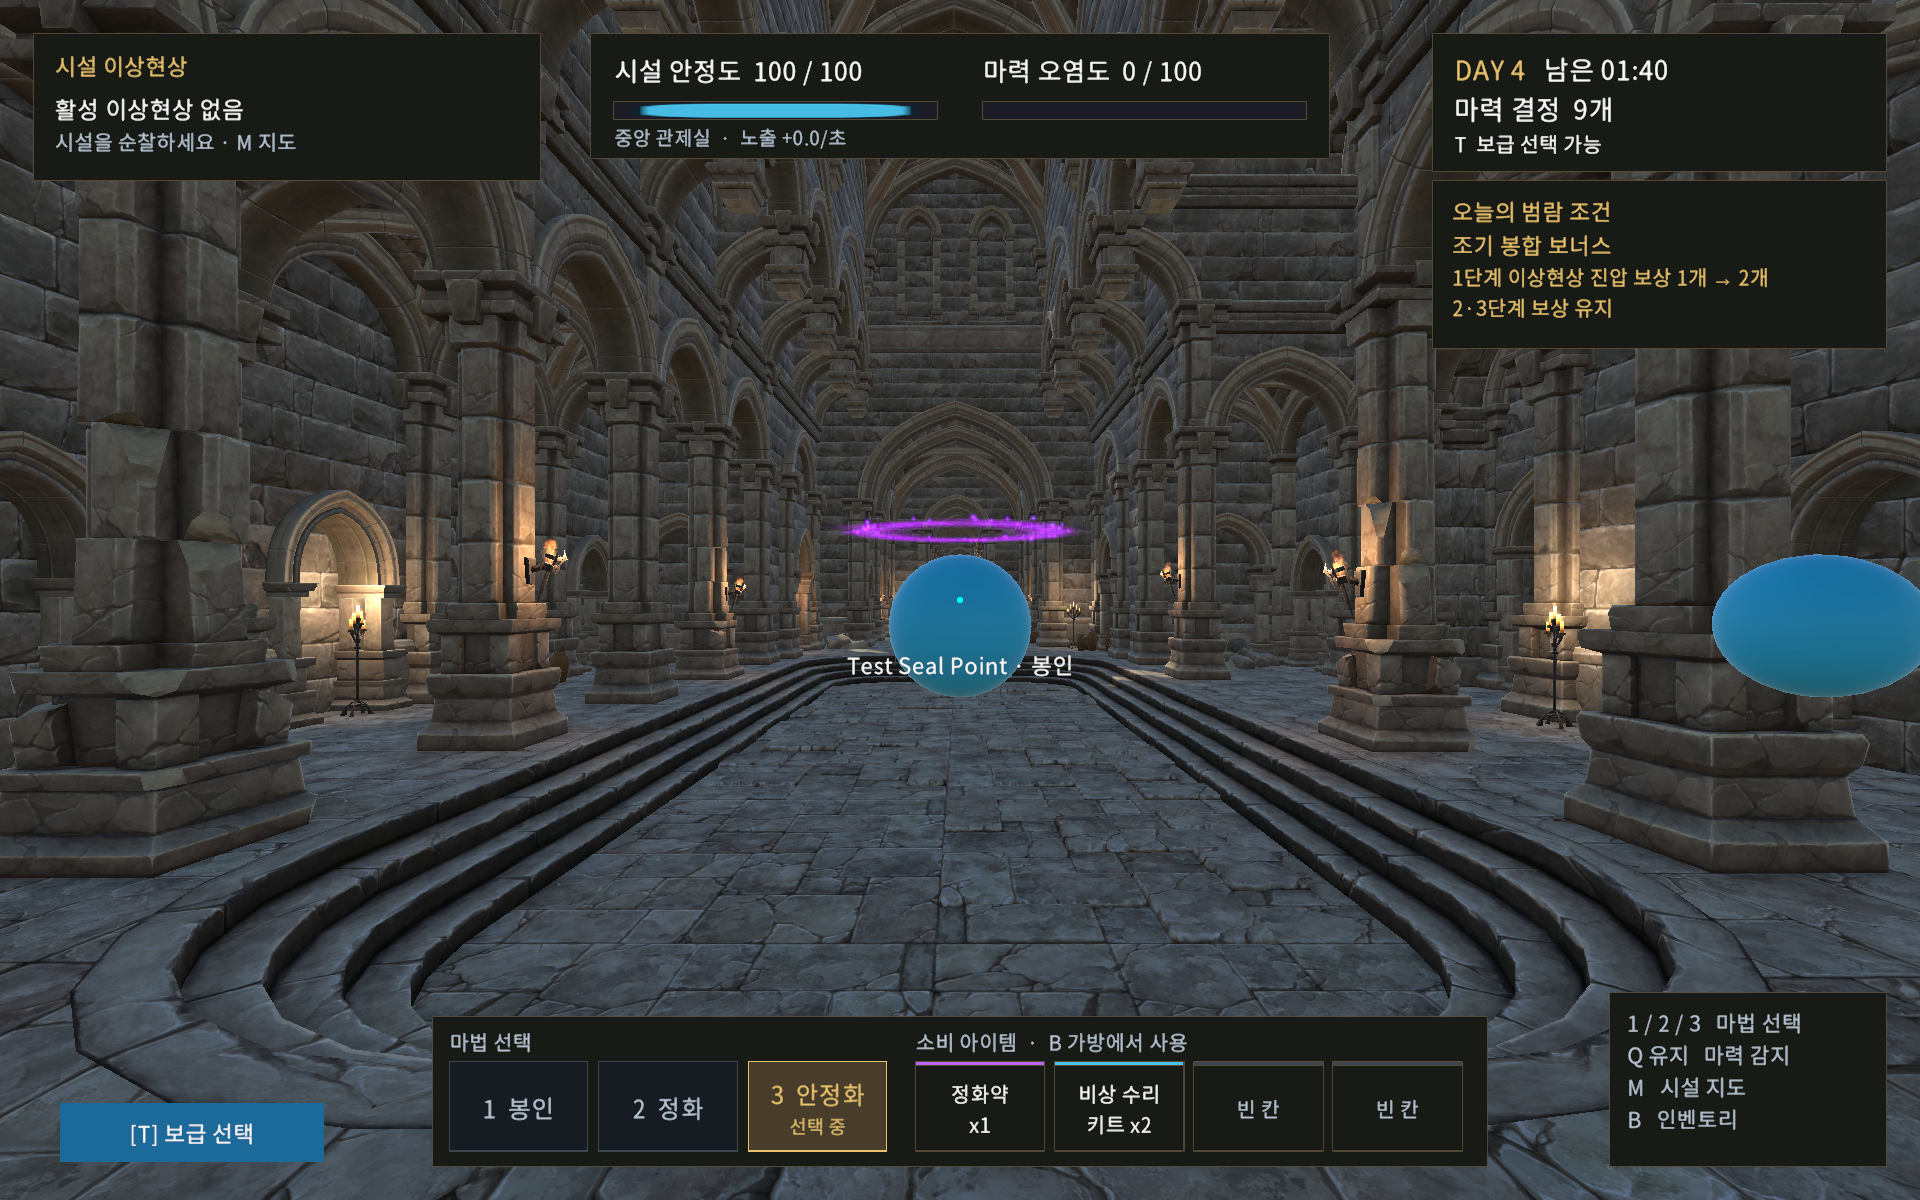 시설 이상현상
활성 이상현상 없음
시설을 순찰하세요 · M 지도
시설 안정도 100 / 100
마력 오염도 0 / 100
중앙 관제실 · 노출 +0.0/초
DAY 4 남은 01:40
마력 결정 9개
T 보급 선택 가능
오늘의 범람 조건
조기 봉합 보너스
1단계 이상현상 진압 보상 1개 → 2개
2·3단계 보상 유지
Test Seal Point · 봉인
마법 선택
1 봉인
2 정화
3 안정화
선택 중
소비 아이템 · B 가방에서 사용
정화약
x1
비상 수리
키트 x2
빈 칸
빈 칸
[T] 보급 선택
1 / 2 / 3 마법 선택
Q 유지 마력 감지
M 시설 지도
B 인벤토리